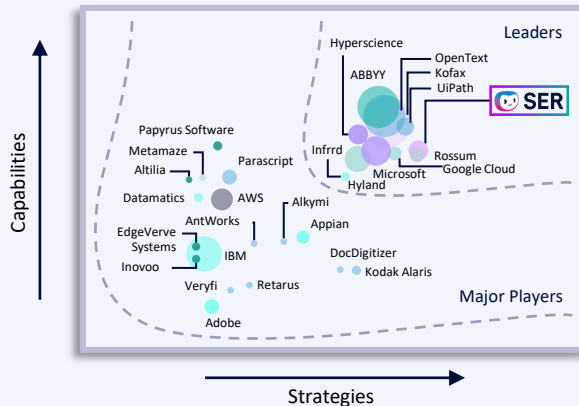 Leaders
Hyperscience
OpenText
ABBYY
Kofax
UiPath
SER
Papyrus Software
Metamaze
Altilia
Parascript
Infrrd
Rossum
Microsoft
Google Cloud
Hyland
Datamatics
AWS
AntWorks
Alkymi
Appian
EdgeVerve
Systems
IBM
Inovoo
DocDigitizer
Kodak Alaris
Veryfi
Retarus
Major Players
Adobe
Capabilities
Strategies